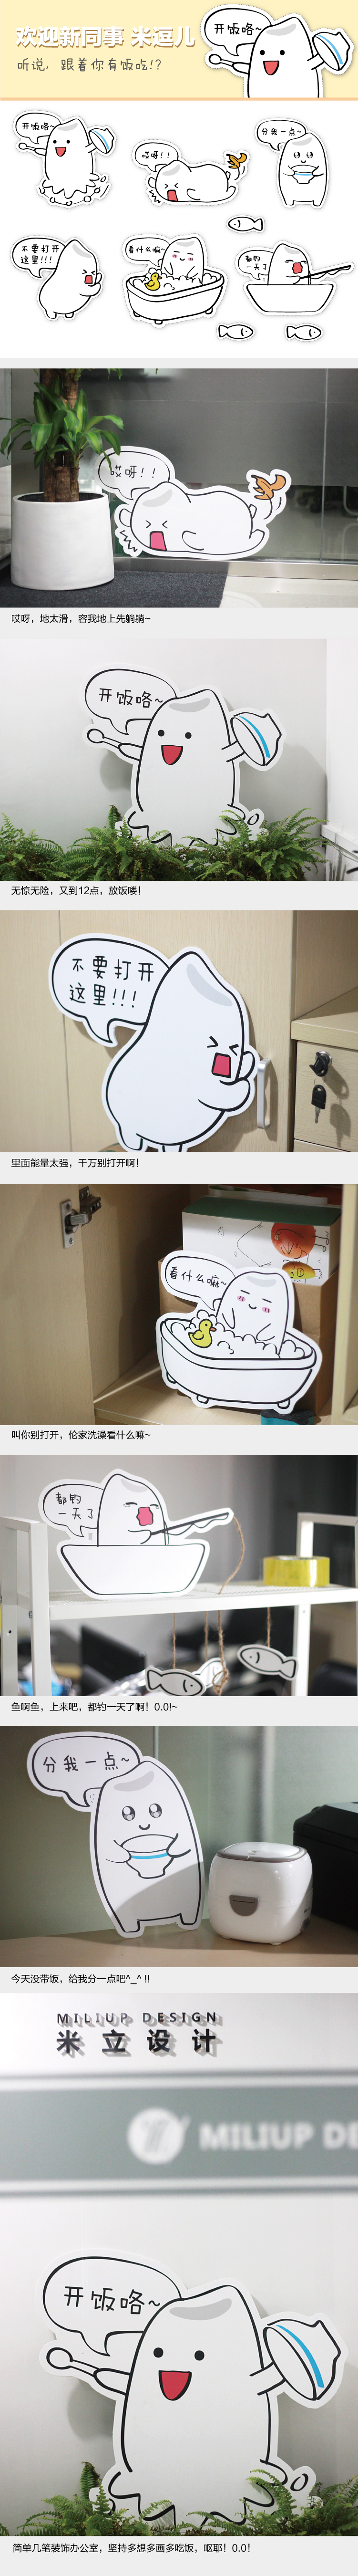 欢迎新同事 米逗儿
听说，跟着你有饭吃!?
开饭咯~
开饭咯~
哎呀!!
分我一点~
不要打开
这里!!!
看什么嘛~
都钓
一天了
哎呀!!
哎呀，地太滑，容我地上先躺躺~
开饭咯~
无惊无险，又到12点，放饭喽！
不要打开
这里!!!
里面能量太强，千万别打开啊！
看什么嘛~
叫你别打开，伦家洗澡看什么嘛~
都钓
一天了
鱼啊鱼，上来吧，都钓一天了啊！0.0!~
分我一点~
今天没带饭，给我分一点吧^_^ !!
MILIUP DESIGN
米立设计
MILIUP DE
开饭咯~
简单几笔装饰办公室，坚持多想多画多吃饭，呕耶！0.0！